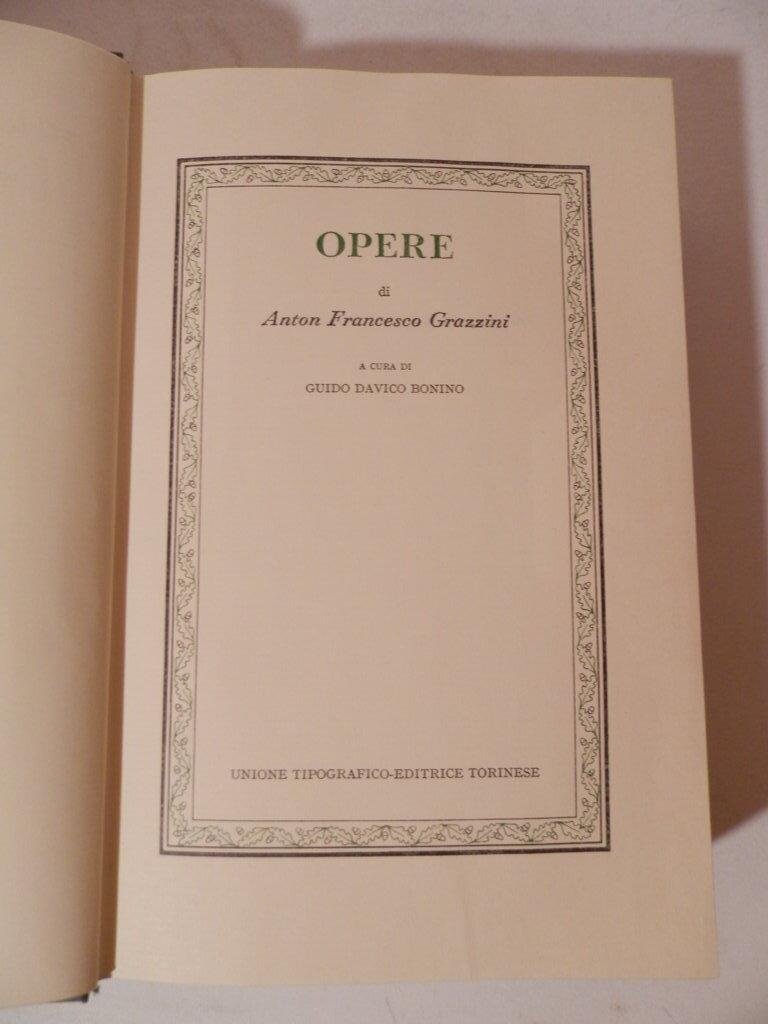 OPERE
di
Anton Francesco Grazzini
A CURA DI
GUIDO DAVICO BONINO
UNIONE TIPOGRAFICO-EDITRICE TORINESE